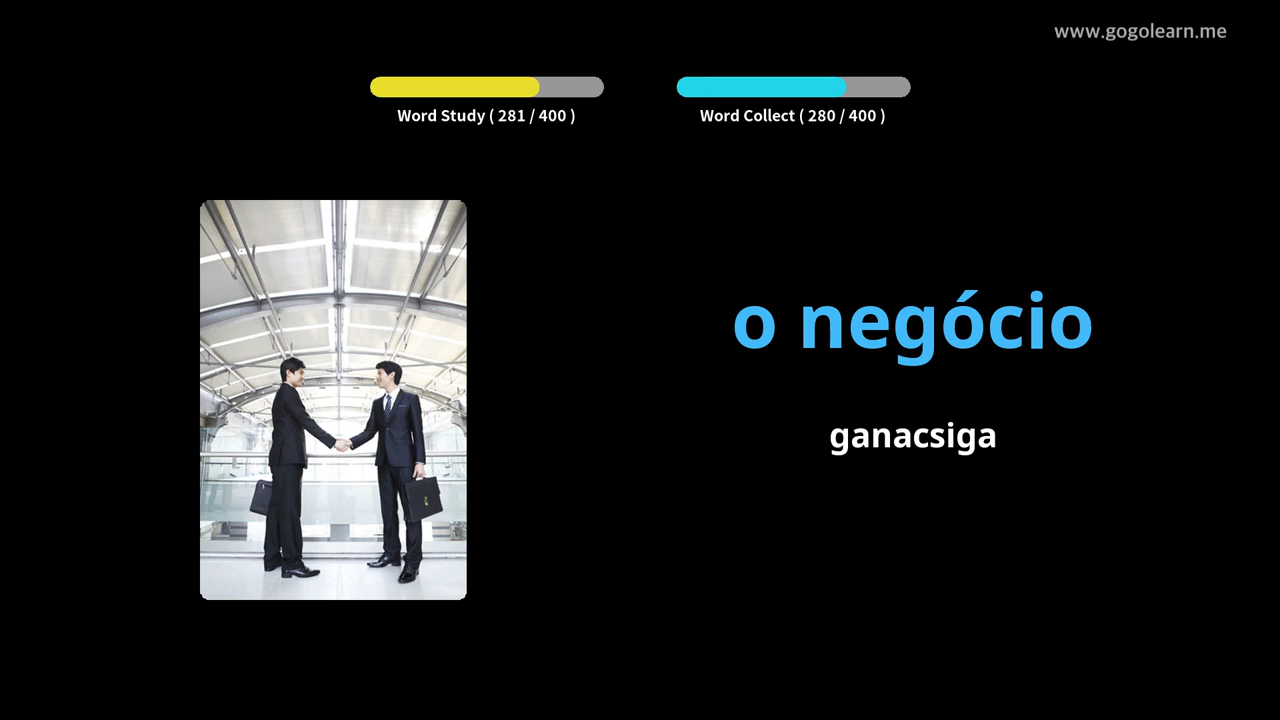 www.gogolearn.me
Word Study ( 281 / 400 )
Word Collect ( 280 / 400 )
o negócio
ganacsiga